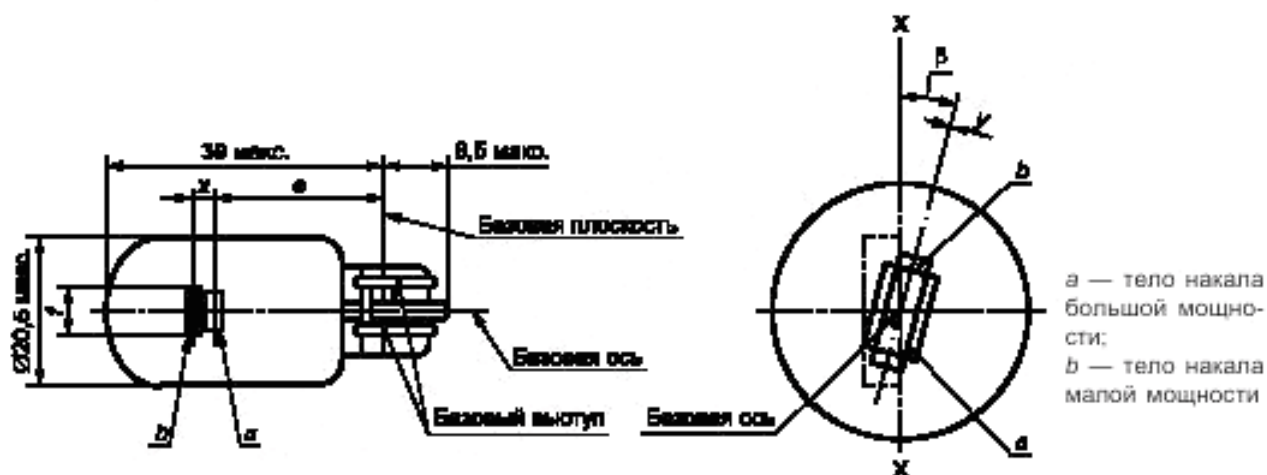 X
β
y
39 макс.
8,5 мако.
x
e
b
Базовая плоскость
Ø20,5 макс.
f
Базовая ось
b
a
Базовый выступ
Базовая ось
a
X
a — тело накала
большой мощно-
сти;
b — тело накала
малой мощности